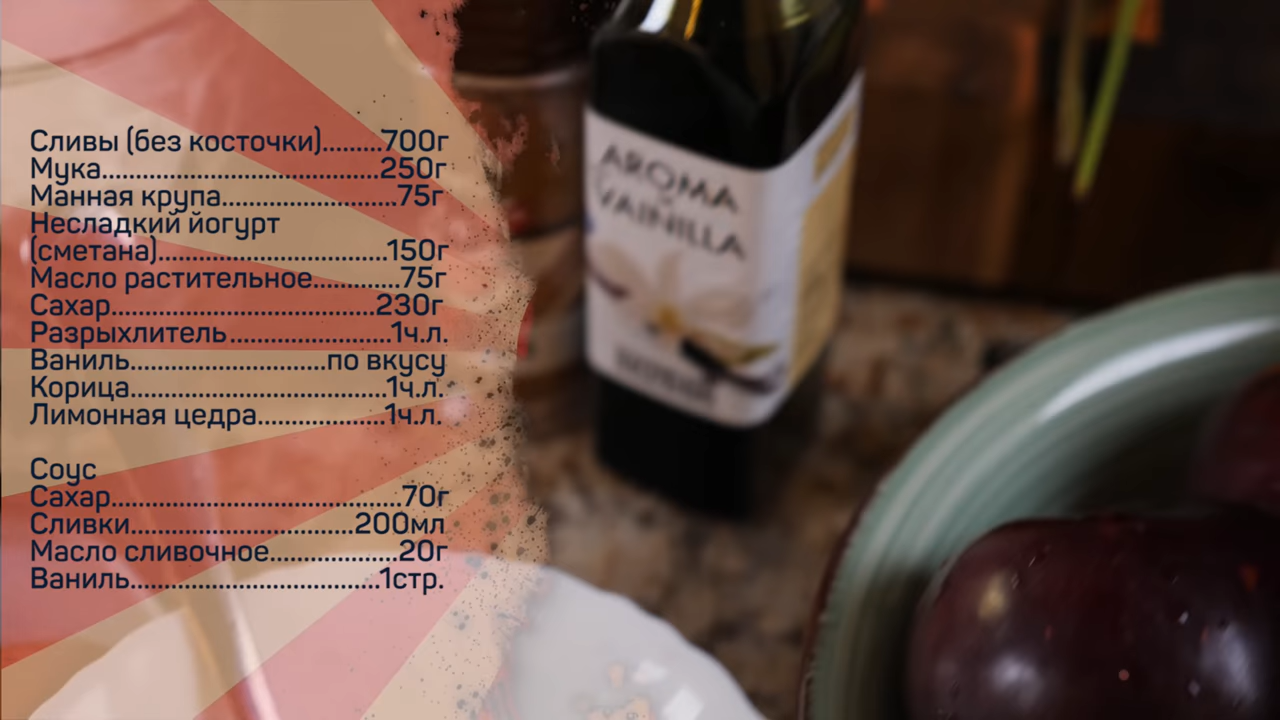 Сливы (без косточки).........700г
Мука...........................................250г
Манная крупа...........................75г
Несладкий йогурт
(сметана)...................................150г
Масло растительное.............75г
Сахар.........................................230г
Разрыхлитель.........................1ч.л.
Ваниль..............................по вкусу
Корица.......................................1ч.л.
Лимонная цедра...................1ч.л.
Соус
Сахар.............................................70г
Сливки..................................200мл
Масло сливочное...................20г
Ваниль......................................1стр.
AROMA
VAINILLA